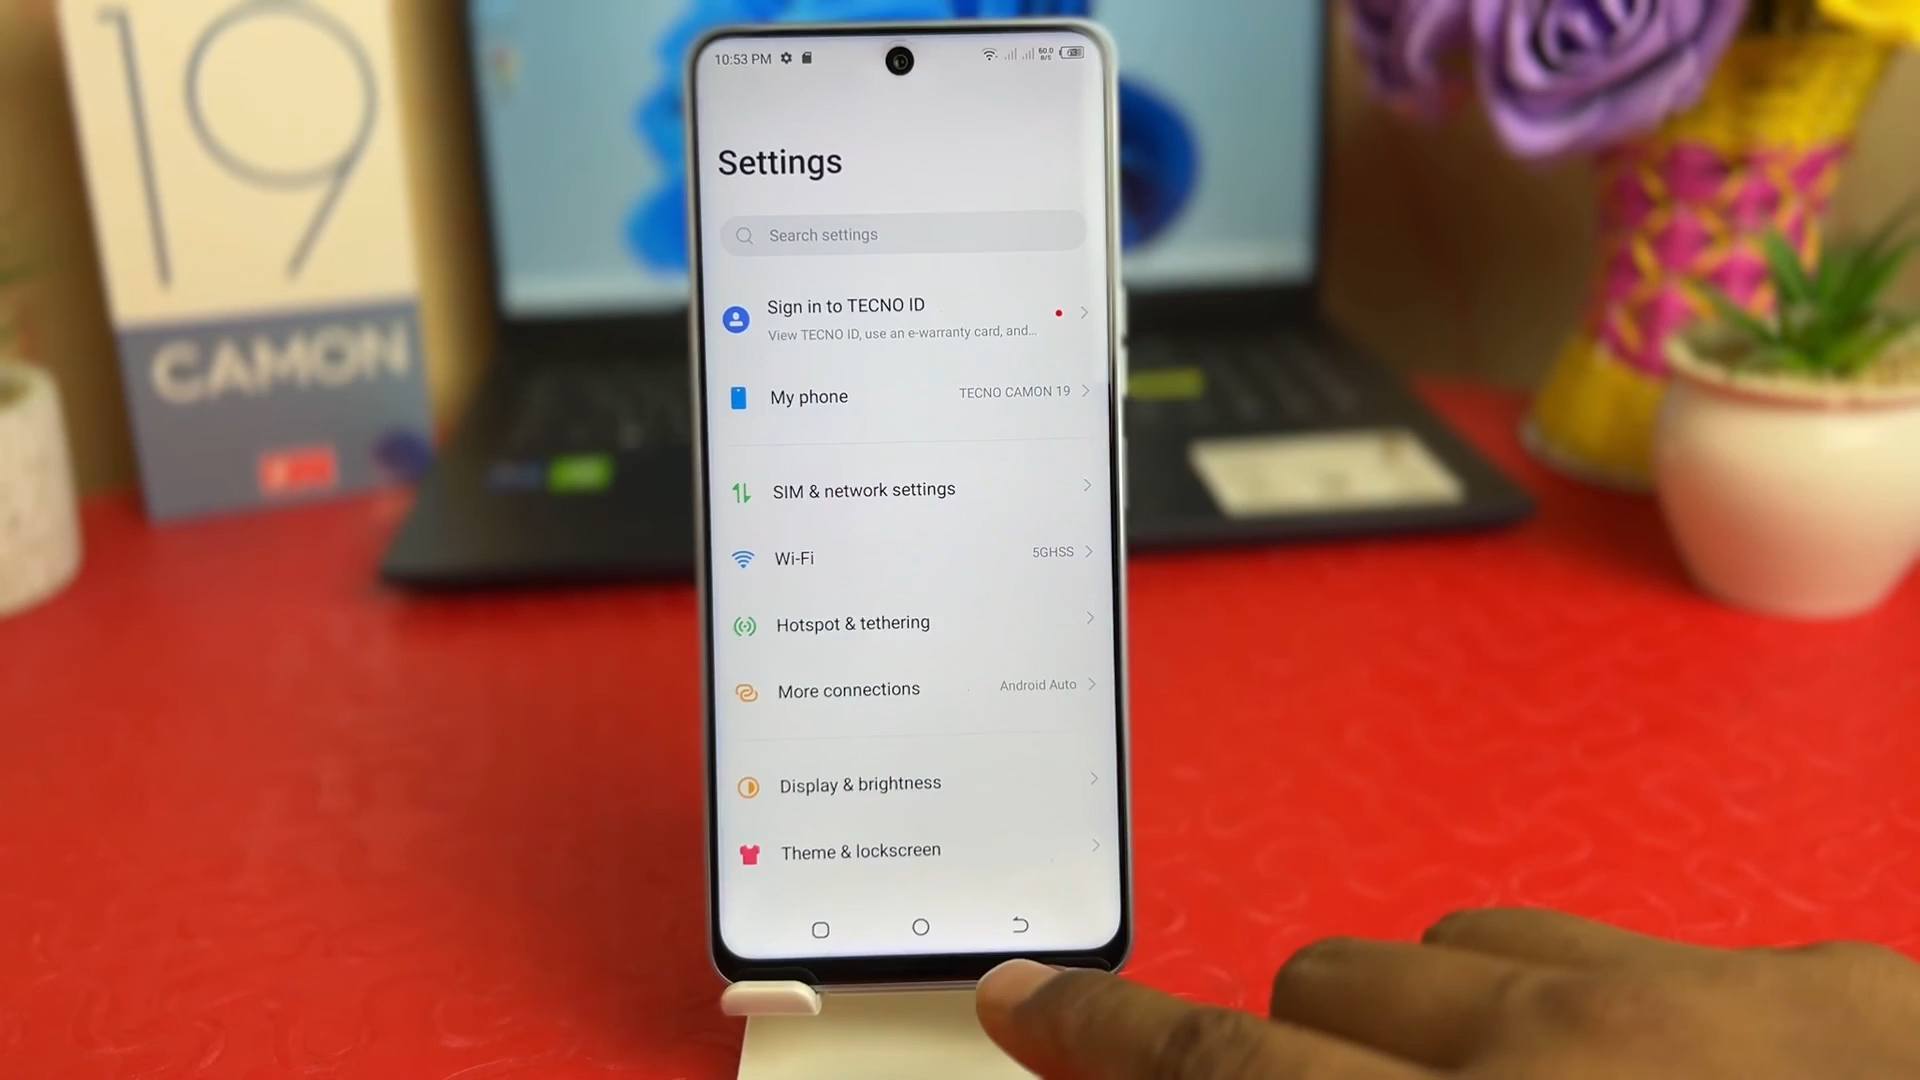 19
CAMON
10:53 PM
60.0
B/S
Settings
Search settings
Sign in to TECNO ID
View TECNO ID, use an e-warranty card, and...
My phone
TECNO CAMON 19
SIM & network settings
Wi-Fi
5GHSS
Hotspot & tethering
More connections
Android Auto
Display & brightness
Theme & lockscreen